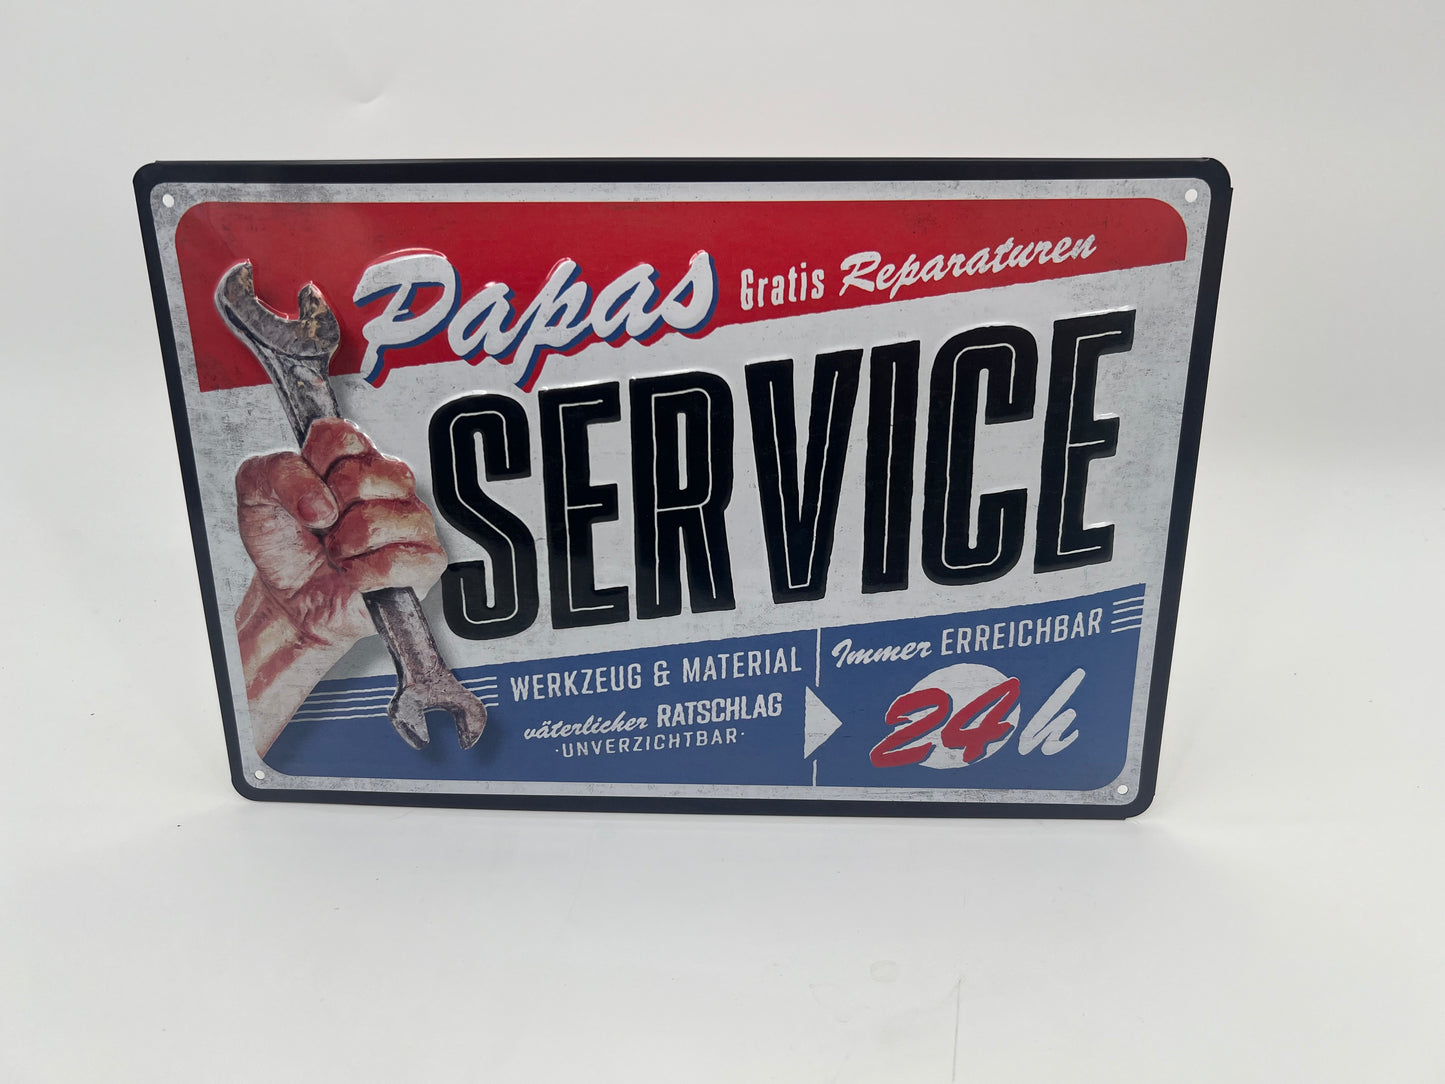 Papas Gratis Reparaturen
SERVICE
WERKZEUG & MATERIAL
väterlicher RATSCHLAG
·UNVERZICHTBAR·
Immer ERREICHBAR
24h